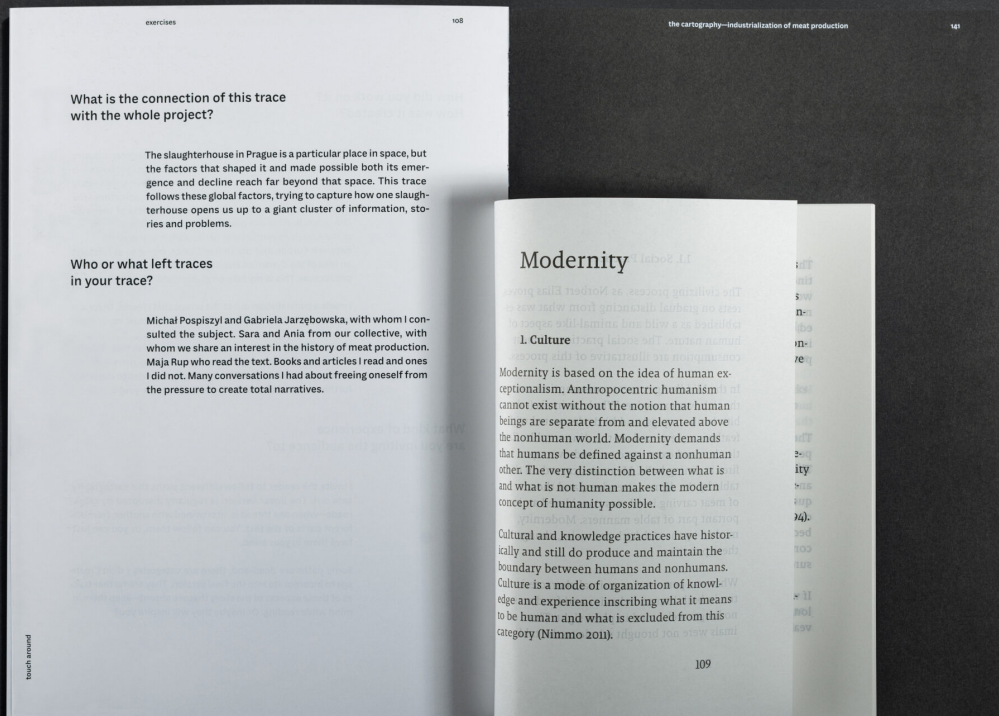 exercises
108
What is the connection of this trace
with the whole project?
The slaughterhouse in Prague is a particular place in space, but
the factors that shaped it and made possible both its emer-
gence and decline reach far beyond that space. This trace
follows these global factors, trying to capture how one slaugh-
terhouse opens us up to a giant cluster of information, sto-
ries and problems.
Who or what left traces
in your trace?
Michał Pospiszyl and Gabriela Jarzębowska, with whom I con-
sulted the subject. Sara and Ania from our collective, with
whom we share an interest in the history of meat production.
Maja Rup who read the text. Books and articles I read and ones
I did not. Many conversations I had about freeing oneself from
the pressure to create total narratives.
touch around
the cartography—industrialization of meat production
141
Modernity
1. Culture
Modernity is based on the idea of human ex-
ceptionalism. Anthropocentric humanism
cannot exist without the notion that human
beings are separate from and elevated above
the nonhuman world. Modernity demands
that humans be defined against a nonhuman
other. The very distinction between what is
and what is not human makes the modern
concept of humanity possible.
Cultural and knowledge practices have histor-
ically and still do produce and maintain the
boundary between humans and nonhumans.
Culture is a mode of organization of knowl-
edge and experience inscribing what it means
to be human and what is excluded from this
category (Nimmo 2011).
109